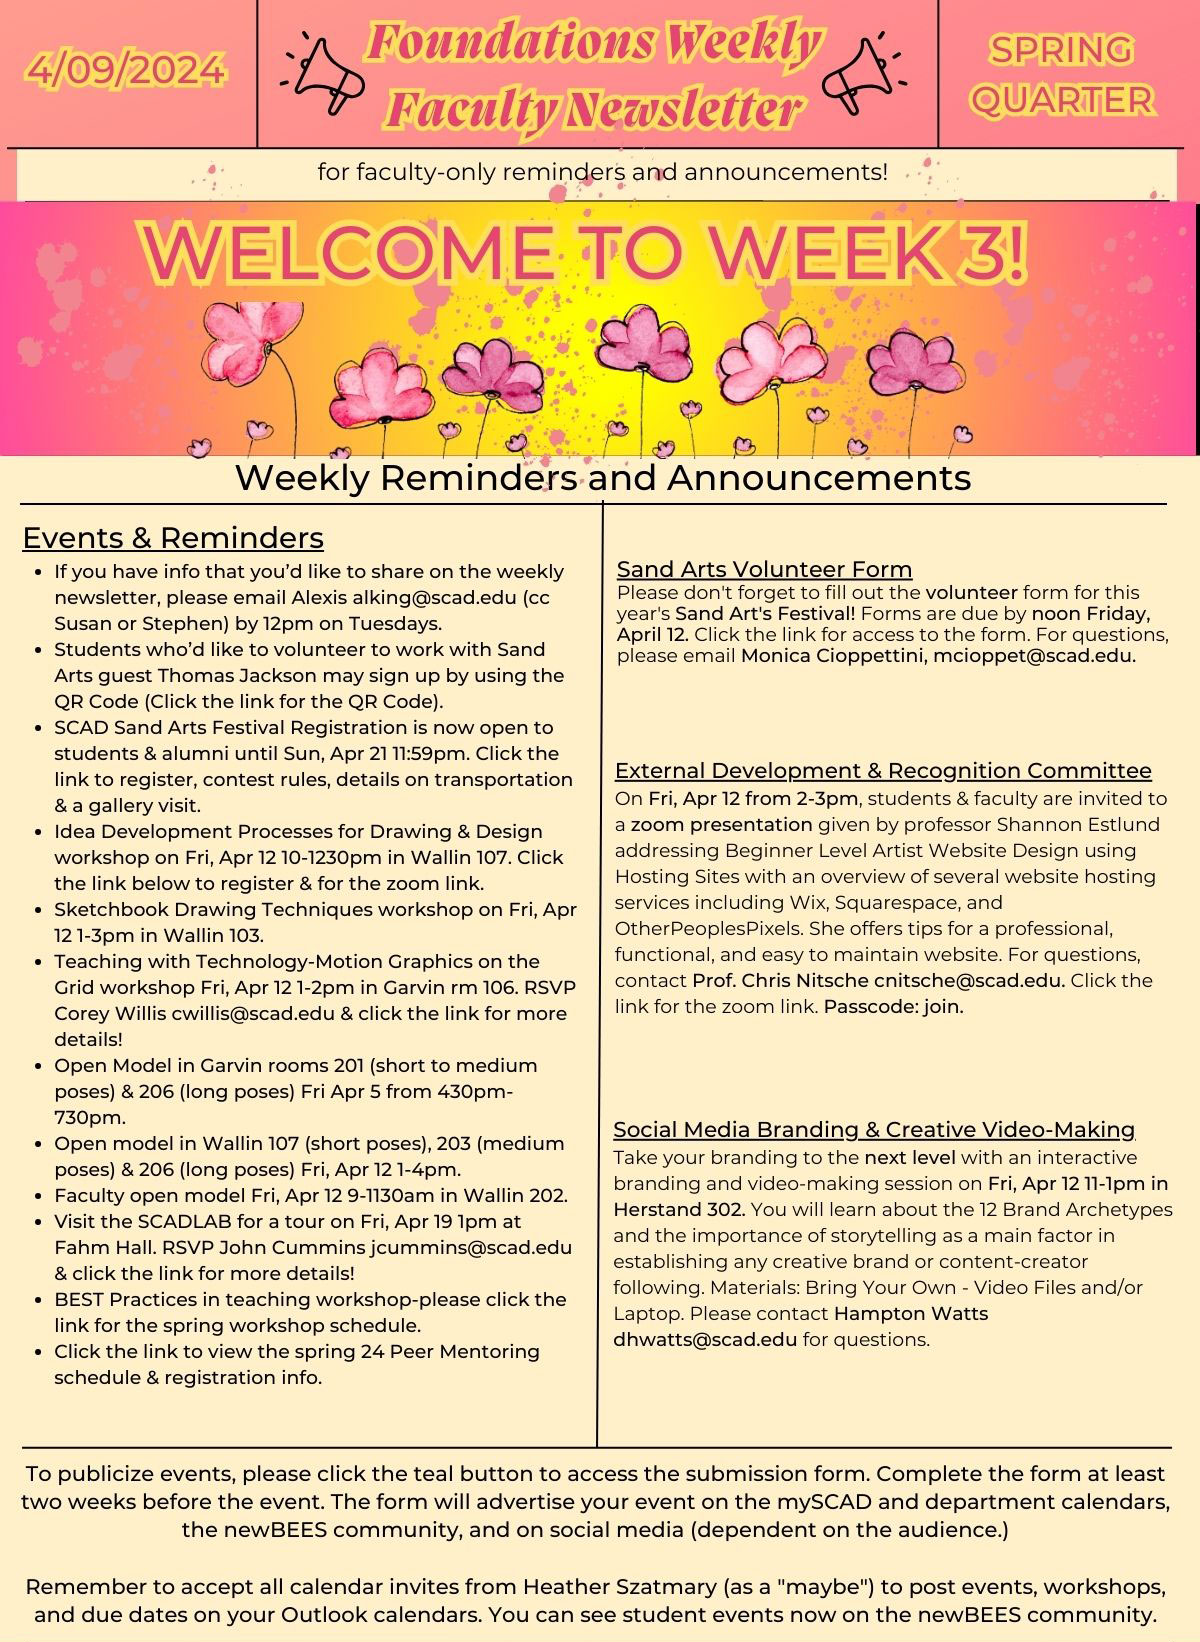 4/09/2024
Foundations Weekly
Faculty Newsletter
SPRING
QUARTER
for faculty-only reminders and announcements!
WELCOME TO WEEK 3!
Weekly Reminders and Announcements
Events & Reminders
• If you have info that you’d like to share on the weekly
newsletter, please email Alexis alking@scad.edu (cc
Susan or Stephen) by 12pm on Tuesdays.
• Students who’d like to volunteer to work with Sand
Arts guest Thomas Jackson may sign up by using the
QR Code (Click the link for the QR Code).
• SCAD Sand Arts Festival Registration is now open to
students & alumni until Sun, Apr 21 11:59pm. Click the
link to register, contest rules, details on transportation
& a gallery visit.
• Idea Development Processes for Drawing & Design
workshop on Fri, Apr 12 10-1230pm in Wallin 107. Click
the link below to register & for the zoom link.
• Sketchbook Drawing Techniques workshop on Fri, Apr
12 1-3pm in Wallin 103.
• Teaching with Technology-Motion Graphics on the
Grid workshop Fri, Apr 12 1-2pm in Garvin rm 106. RSVP
Corey Willis cwillis@scad.edu & click the link for more
details!
• Open Model in Garvin rooms 201 (short to medium
poses) & 206 (long poses) Fri Apr 5 from 430pm-
730pm.
• Open model in Wallin 107 (short poses), 203 (medium
poses) & 206 (long poses) Fri, Apr 12 1-4pm.
• Faculty open model Fri, Apr 12 9-1130am in Wallin 202.
• Visit the SCADLAB for a tour on Fri, Apr 19 1pm at
Fahm Hall. RSVP John Cummins jcummins@scad.edu
& click the link for more details!
• BEST Practices in teaching workshop-please click the
link for the spring workshop schedule.
• Click the link to view the spring 24 Peer Mentoring
schedule & registration info.
Sand Arts Volunteer Form
Please don't forget to fill out the volunteer form for this
year's Sand Art's Festival! Forms are due by noon Friday,
April 12. Click the link for access to the form. For questions,
please email Monica Cioppettini, mcioppet@scad.edu.
External Development & Recognition Committee
On Fri, Apr 12 from 2-3pm, students & faculty are invited to
a zoom presentation given by professor Shannon Estlund
addressing Beginner Level Artist Website Design using
Hosting Sites with an overview of several website hosting
services including Wix, Squarespace, and
OtherPeoplesPixels. She offers tips for a professional,
functional, and easy to maintain website. For questions,
contact Prof. Chris Nitsche cnitsche@scad.edu. Click the
link for the zoom link. Passcode: join.
Social Media Branding & Creative Video-Making
Take your branding to the next level with an interactive
branding and video-making session on Fri, Apr 12 11-1pm in
Herstand 302. You will learn about the 12 Brand Archetypes
and the importance of storytelling as a main factor in
establishing any creative brand or content-creator
following. Materials: Bring Your Own - Video Files and/or
Laptop. Please contact Hampton Watts
dhwatts@scad.edu for questions.
To publicize events, please click the teal button to access the submission form. Complete the form at least
two weeks before the event. The form will advertise your event on the mySCAD and department calendars,
the newBEES community, and on social media (dependent on the audience.)
Remember to accept all calendar invites from Heather Szatmary (as a "maybe") to post events, workshops,
and due dates on your Outlook calendars. You can see student events now on the newBEES community.